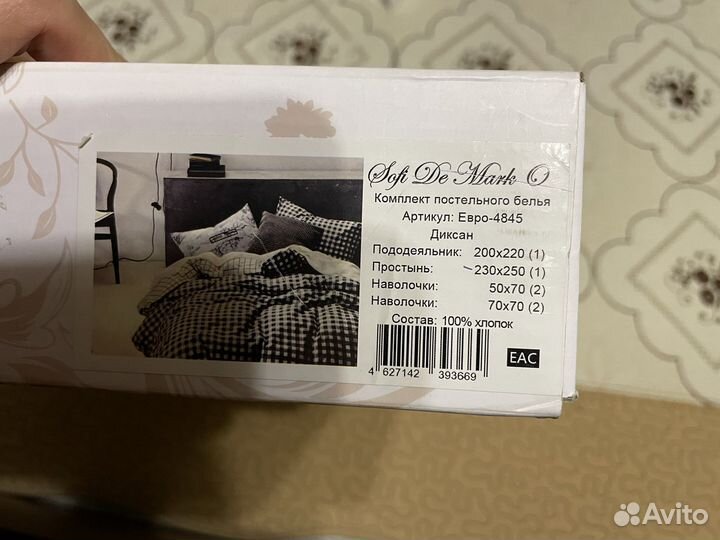 Soft De Mark O
Комплект постельного белья
Артикул: Евро-4845
Диксан
Пододеяльник: 200x220 (1)
Простынь: 230x250 (1)
Наволочки: 50x70 (2)
Наволочки: 70x70 (2)
Состав: 100% хлопок
4 627142 393669
EAC
Avito